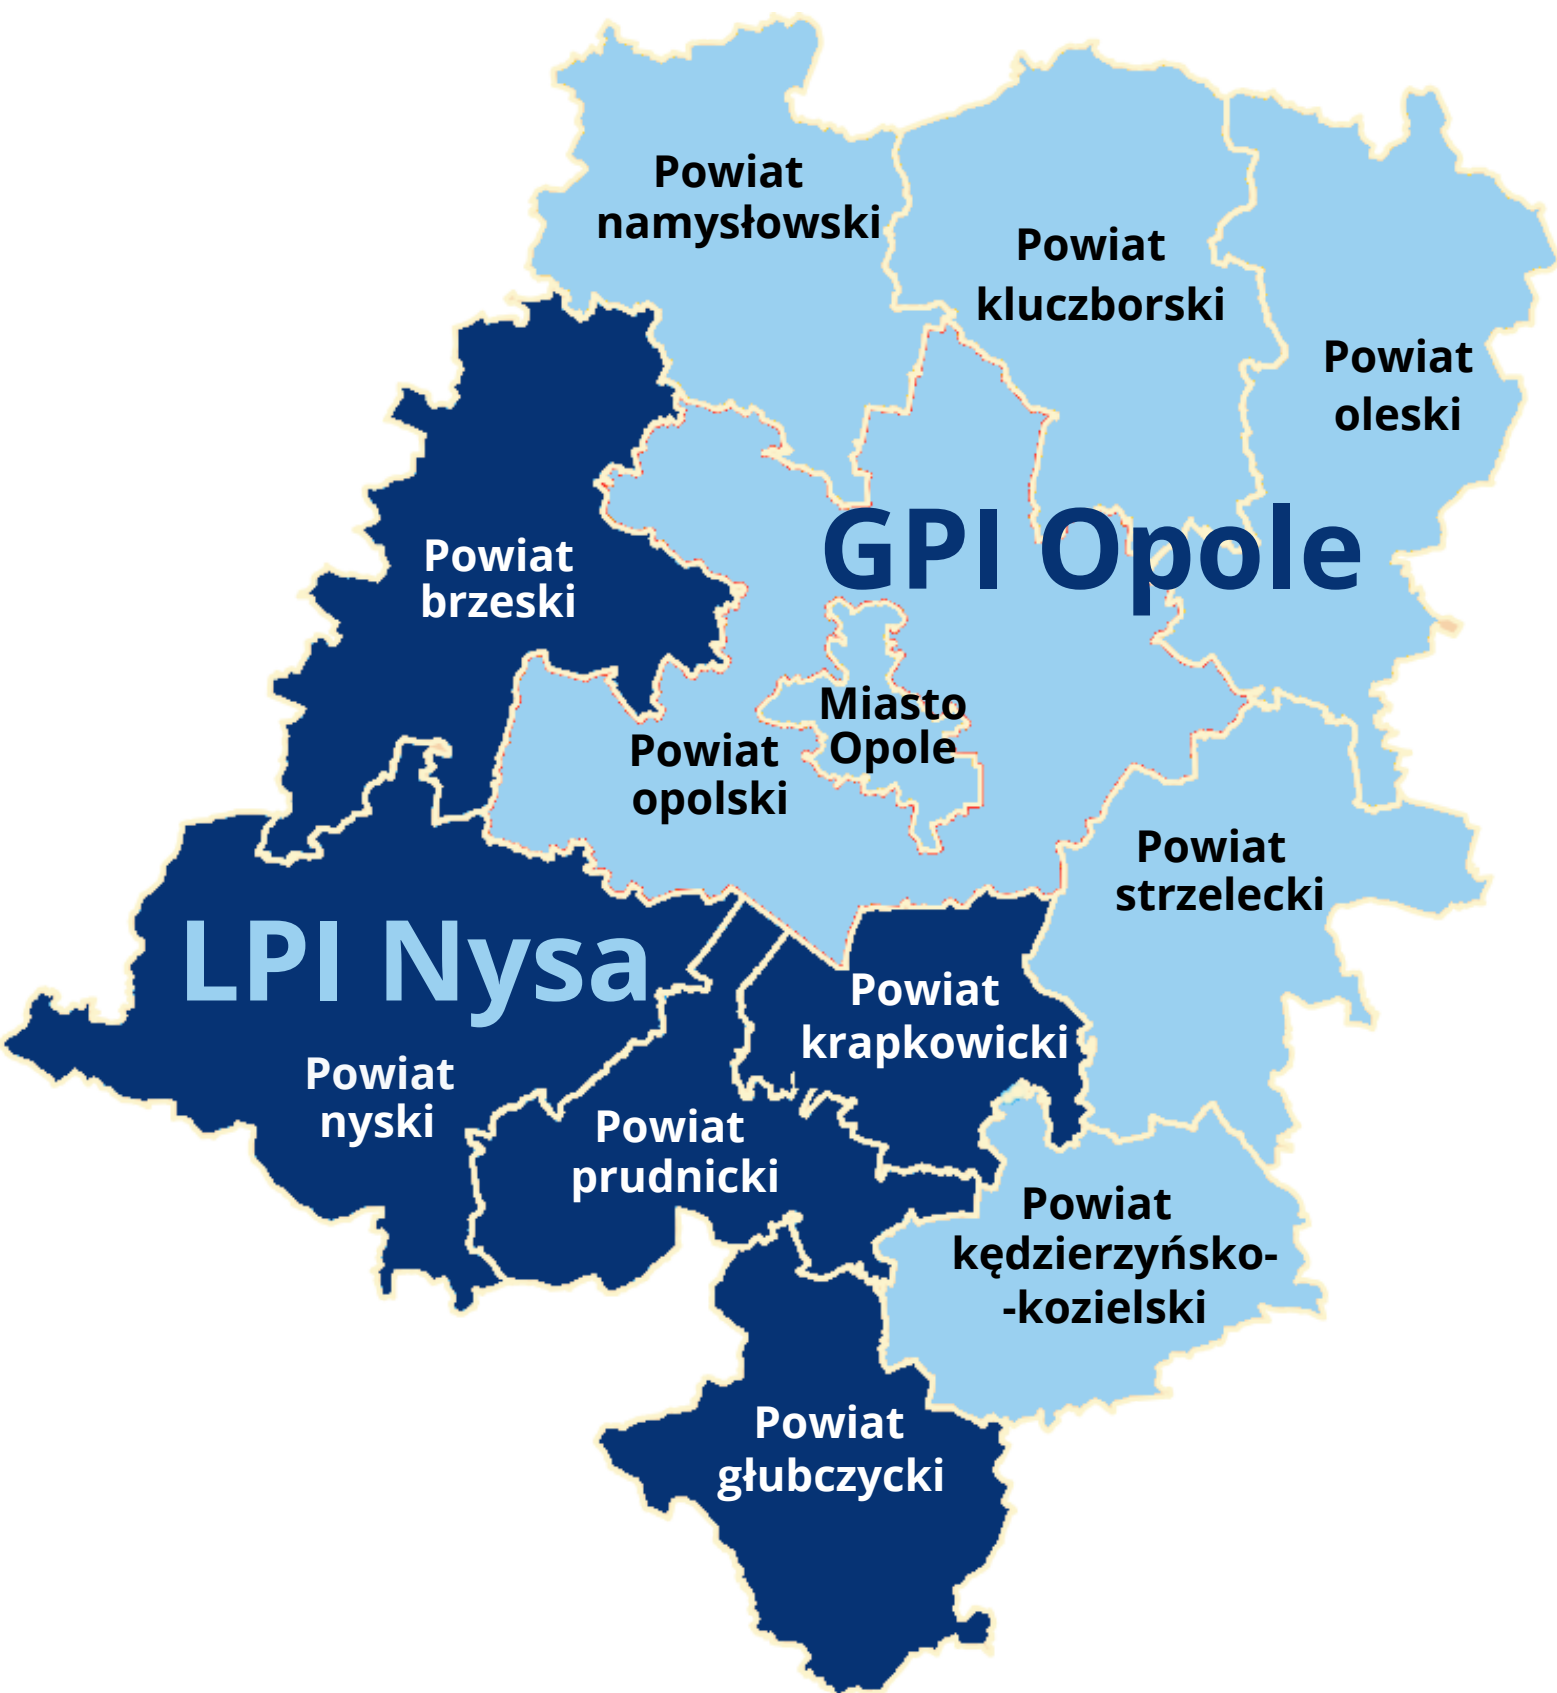 Powiat
namysłowski
Powiat
kluczborski
Powiat
oleski
GPI Opole
Powiat
brzeski
Miasto
Opole
Powiat
opolski
Powiat
strzelecki
LPI Nysa
Powiat
krapkowicki
Powiat
nyski
Powiat
prudnicki
Powiat
kędzierzyńsko-
-kozielski
Powiat
głubczycki